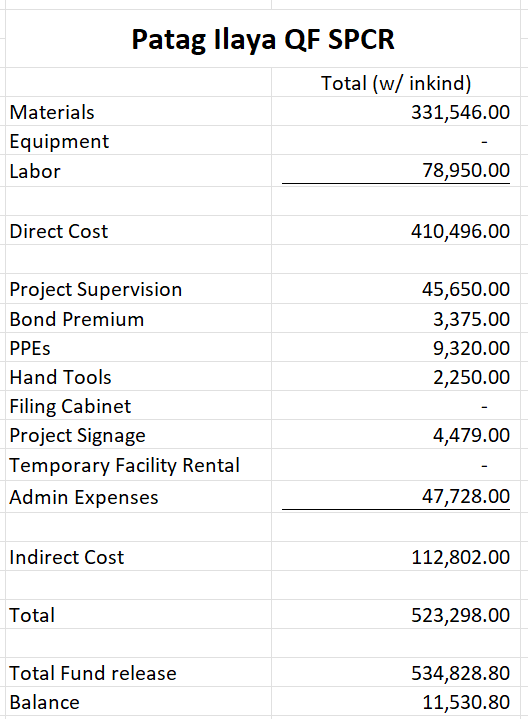 Patag Ilaya QF SPCR
Total (w/ inkind)
Materials 331,546.00
Equipment -
Labor 78,950.00
Direct Cost 410,496.00
Project Supervision 45,650.00
Bond Premium 3,375.00
PPEs 9,320.00
Hand Tools 2,250.00
Filing Cabinet -
Project Signage 4,479.00
Temporary Facility Rental -
Admin Expenses 47,728.00
Indirect Cost 112,802.00
Total 523,298.00
Total Fund release 534,828.80
Balance 11,530.80